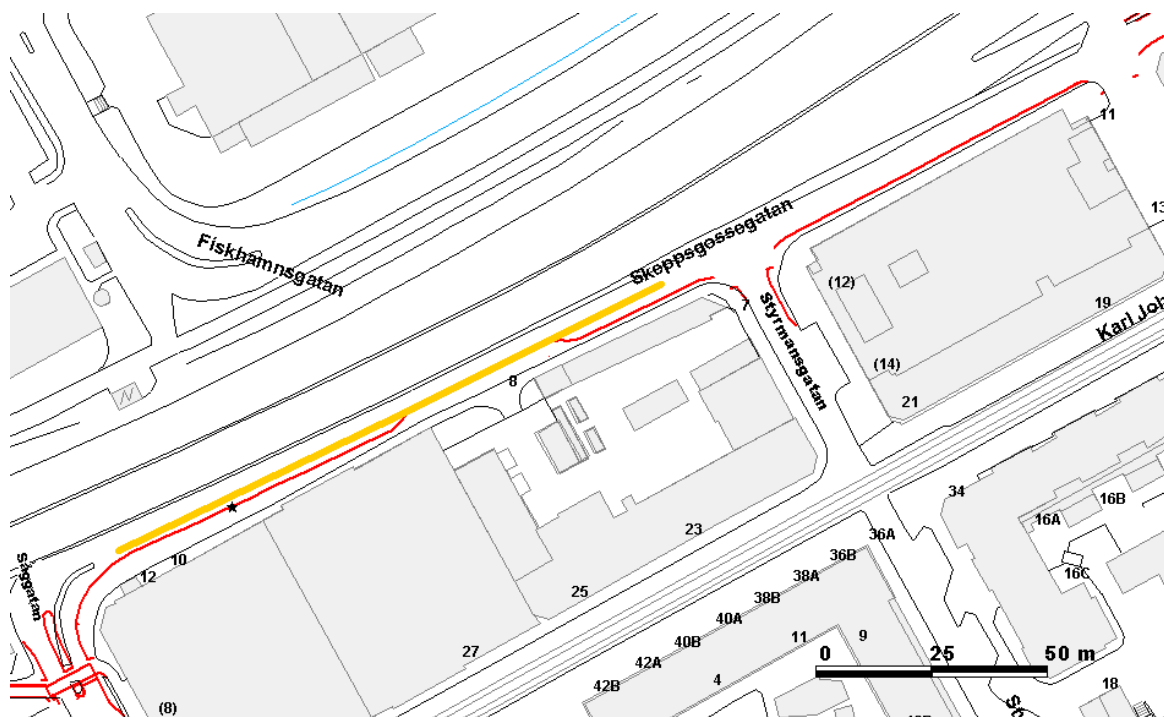 11
13
Fiskhamnsgatan
Skeppsgossegatan
(12)
7
Styrmansgatan
19
Karl Joh
(14)
8
21
34
16B
16A
23
36A
36B
16C
10
12
Såggatan
38A
25
38B
40A
11
9
40B
27
42A
0 25 50 m
4
42B
18
(8)